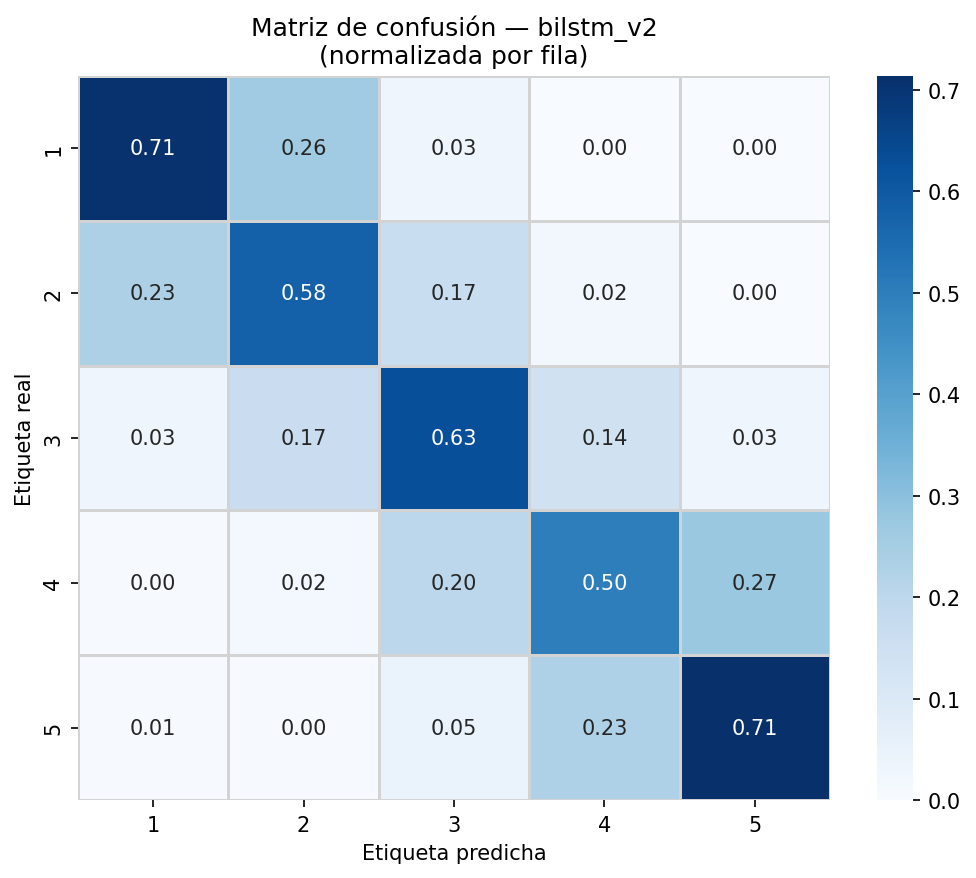 Matriz de confusión — bilstm_v2
(normalizada por fila)
1 0.71 0.26 0.03 0.00 0.00
2 0.23 0.58 0.17 0.02 0.00
3 0.03 0.17 0.63 0.14 0.03
4 0.00 0.02 0.20 0.50 0.27
5 0.01 0.00 0.05 0.23 0.71
1 2 3 4 5
Etiqueta predicha
Etiqueta real
0.7
0.6
0.5
0.4
0.3
0.2
0.1
0.0